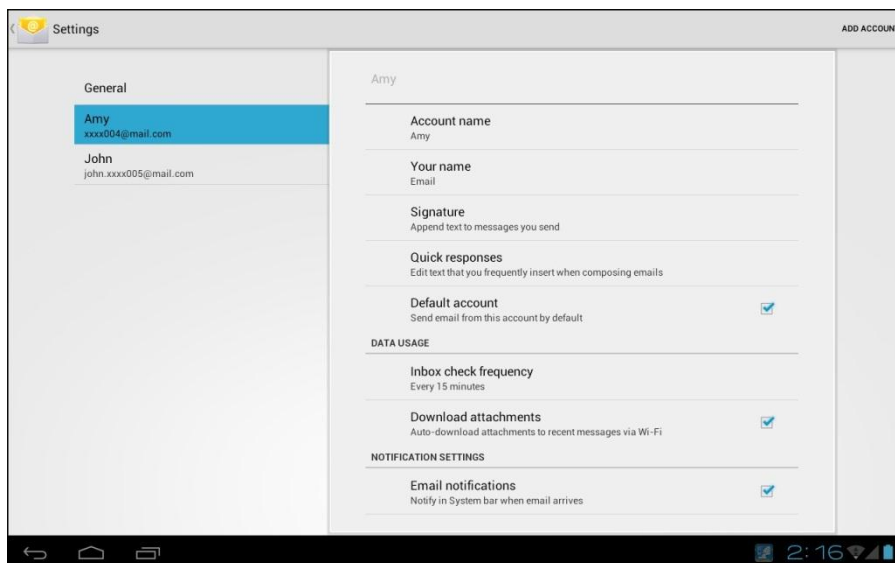 Settings
ADD ACCOUN
General
Amy
xxxx004@mail.com
John
john.xxxx005@mail.com
Amy
Account name
Amy
Your name
Email
Signature
Append text to messages you send
Quick responses
Edit text that you frequently insert when composing emails
Default account
Send email from this account by default
DATA USAGE
Inbox check frequency
Every 15 minutes
Download attachments
Auto-download attachments to recent messages via Wi-Fi
NOTIFICATION SETTINGS
Email notifications
Notify in System bar when email arrives
2:16